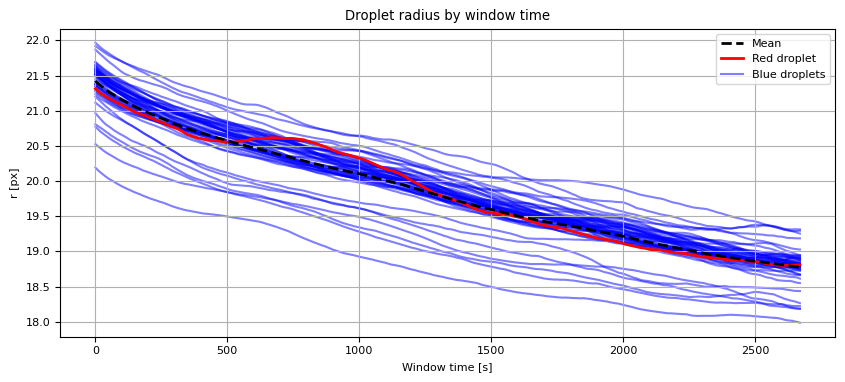 Droplet radius by window time
r [px]
22.0
21.5
21.0
20.5
20.0
19.5
19.0
18.5
18.0
Mean
Red droplet
Blue droplets
0
500
1000
1500
2000
2500
Window time [s]